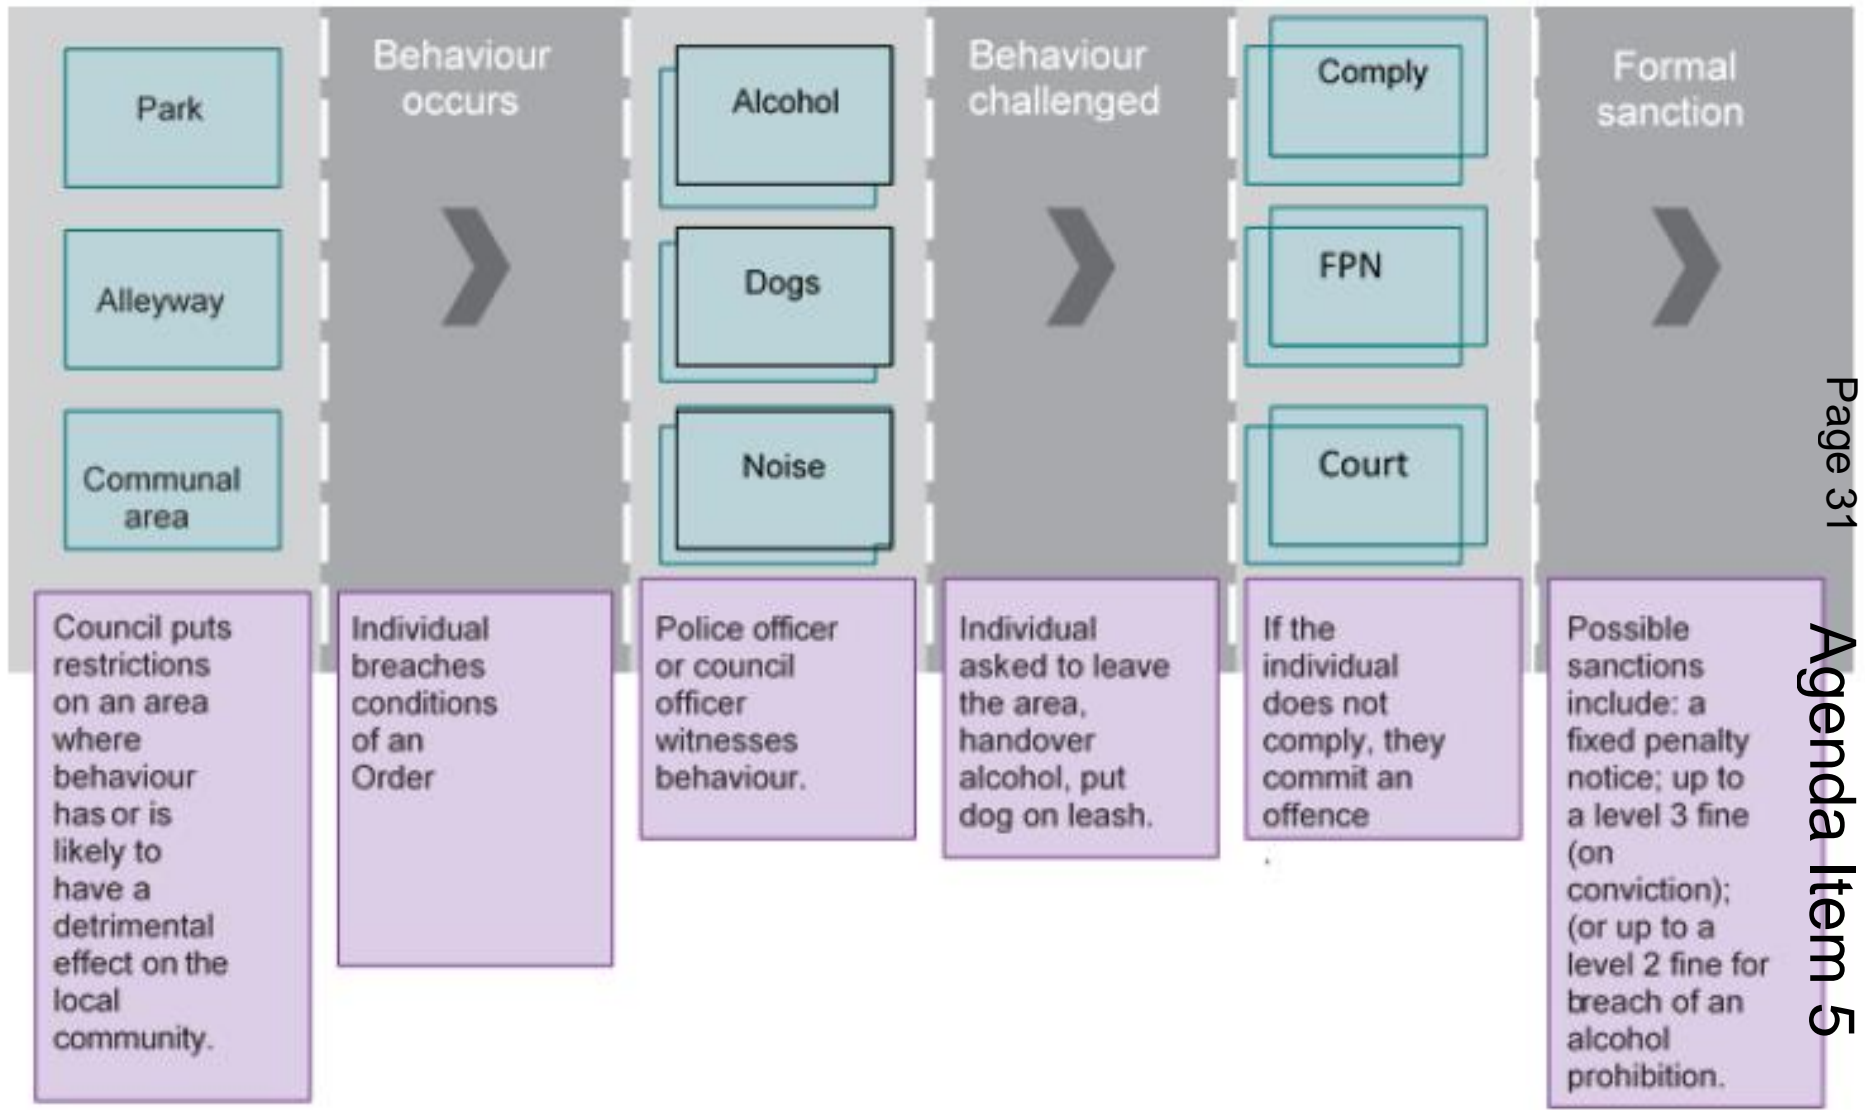 Park
Alleyway
Communal
area
Council puts
restrictions
on an area
where
behaviour
has or is
likely to
have a
detrimental
effect on the
local
community.
Behaviour
occurs
Individual
breaches
conditions
of an
Order
Alcohol
Dogs
Noise
Police officer
or council
officer
witnesses
behaviour.
Behaviour
challenged
Individual
asked to leave
the area,
handover
alcohol, put
dog on leash.
Comply
FPN
Court
If the
individual
does not
comply, they
commit an
offence
.
Formal
sanction
Possible
sanctions
include: a
fixed penalty
notice; up to
a level 3 fine
(on
conviction);
(or up to a
level 2 fine for
breach of an
alcohol
prohibition.
Page 31
Agenda Item 5